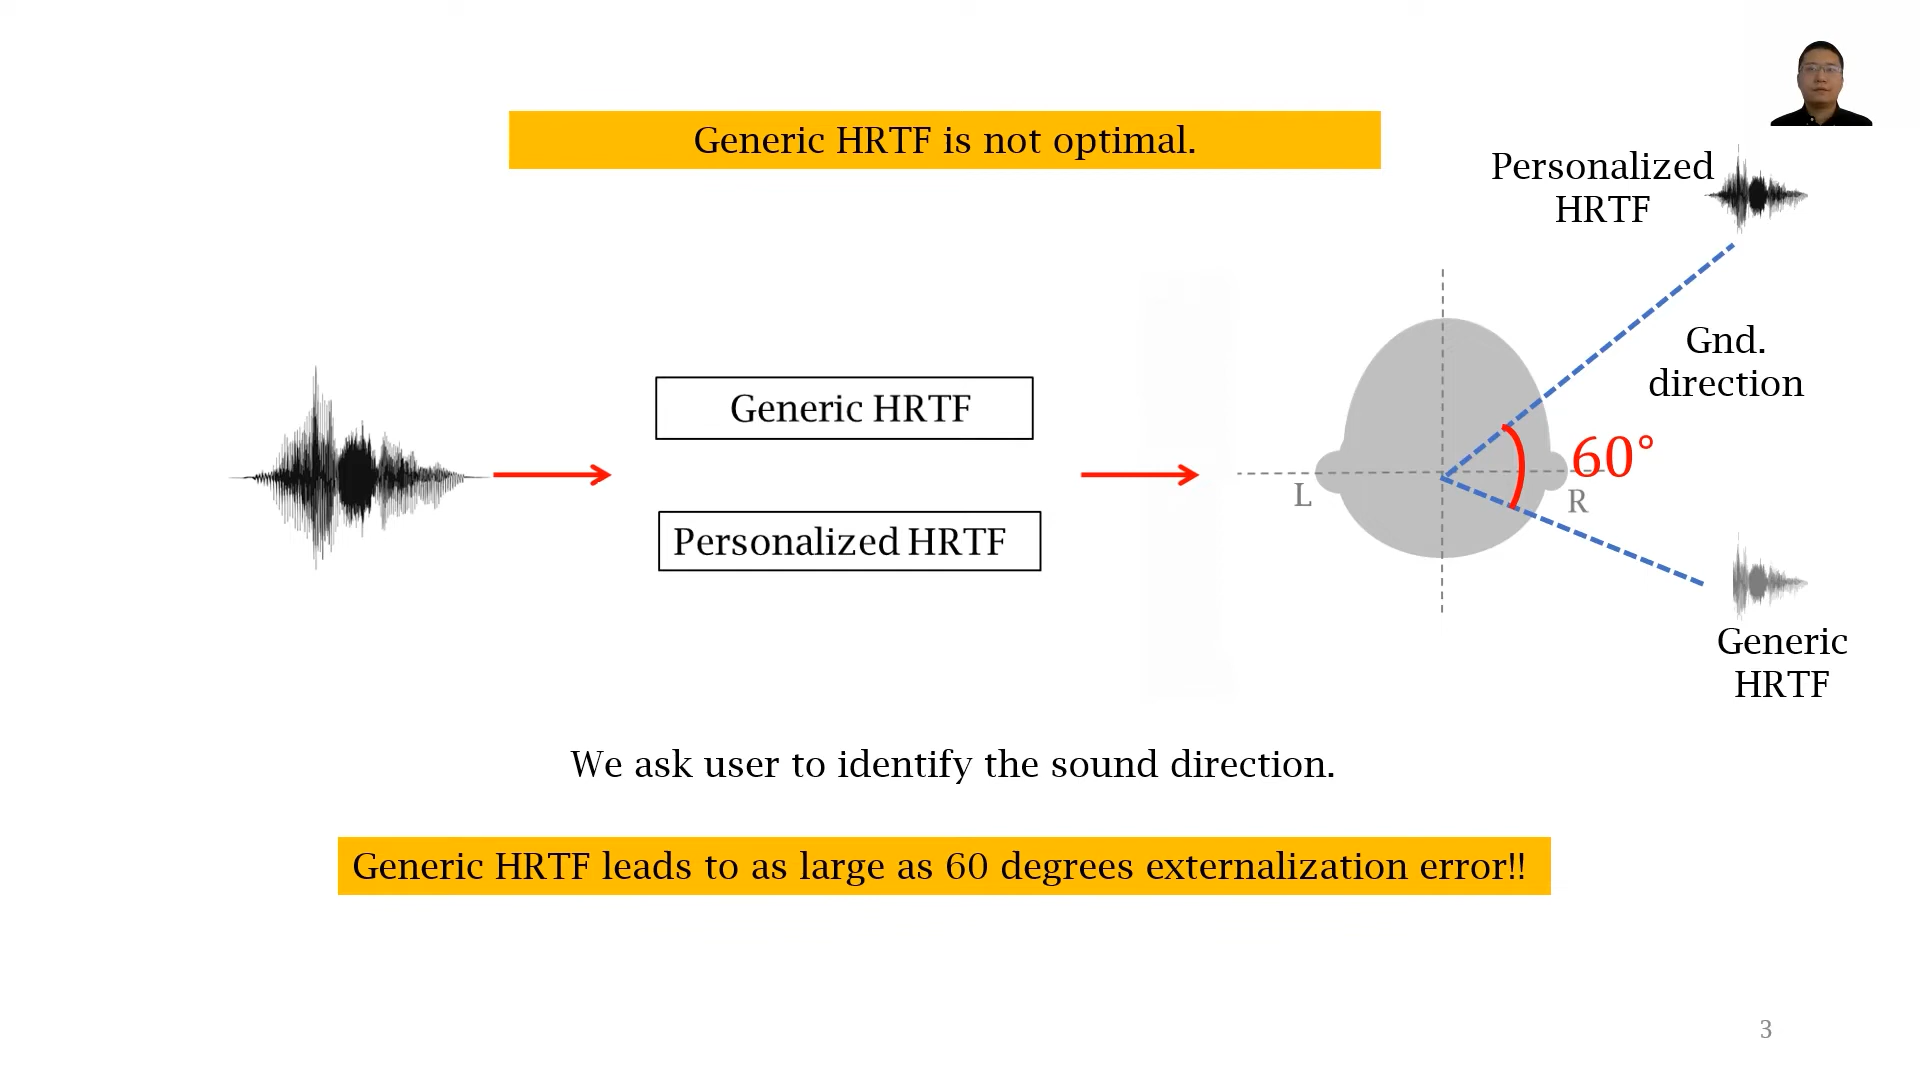 Generic HRTF is not optimal.
Personalized
HRTF
Gnd.
direction
Generic HRTF
60°
L
R
Personalized HRTF
Generic
HRTF
We ask user to identify the sound direction.
Generic HRTF leads to as large as 60 degrees externalization error!!
3